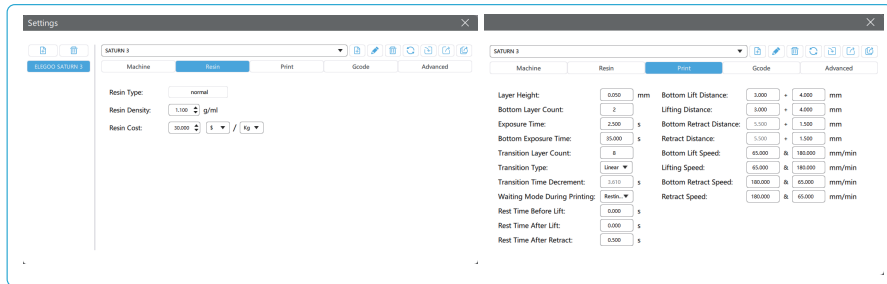 Settings
SATURN 3
ELEGOO SATURN 3
Machine Resin Print Gcode Advanced
Resin Type: normal
Resin Density: 1.100 g/ml
Resin Cost: 30.000 $ / Kg
SATURN 3
Machine Resin Print Gcode Advanced
Layer Height: 0.050 mm Bottom Lift Distance: 3.000 + 4.000 mm
Bottom Layer Count: 2 Lifting Distance: 3.000 + 4.000 mm
Exposure Time: 2.500 s Bottom Retract Distance: 5.500 + 1.500 mm
Bottom Exposure Time: 35.000 s Retract Distance: 5.500 + 1.500 mm
Transition Layer Count: 8 Bottom Lift Speed: 65.000 & 180.000 mm/min
Transition Type: Linear Lifting Speed: 65.000 & 180.000 mm/min
Transition Time Decrement: 3.610 s Bottom Retract Speed: 180.000 & 65.000 mm/min
Waiting Mode During Printing: Restin.. Retract Speed: 180.000 & 65.000 mm/min
Rest Time Before Lift: 0.000 s
Rest Time After Lift: 0.000 s
Rest Time After Retract: 0.500 s